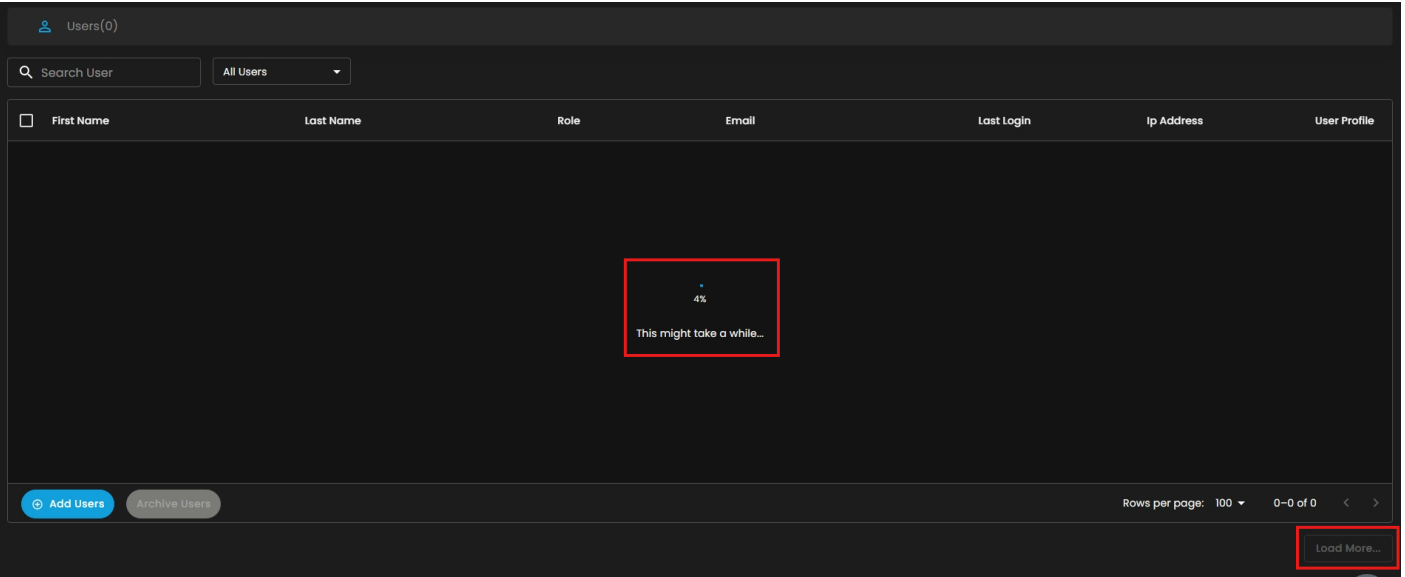 Users(0)
Search User
All Users
First Name Last Name Role Email Last Login Ip Address User Profile
4%
This might take a while...
Add Users Archive Users Rows per page: 100 0-0 of 0
Load More...